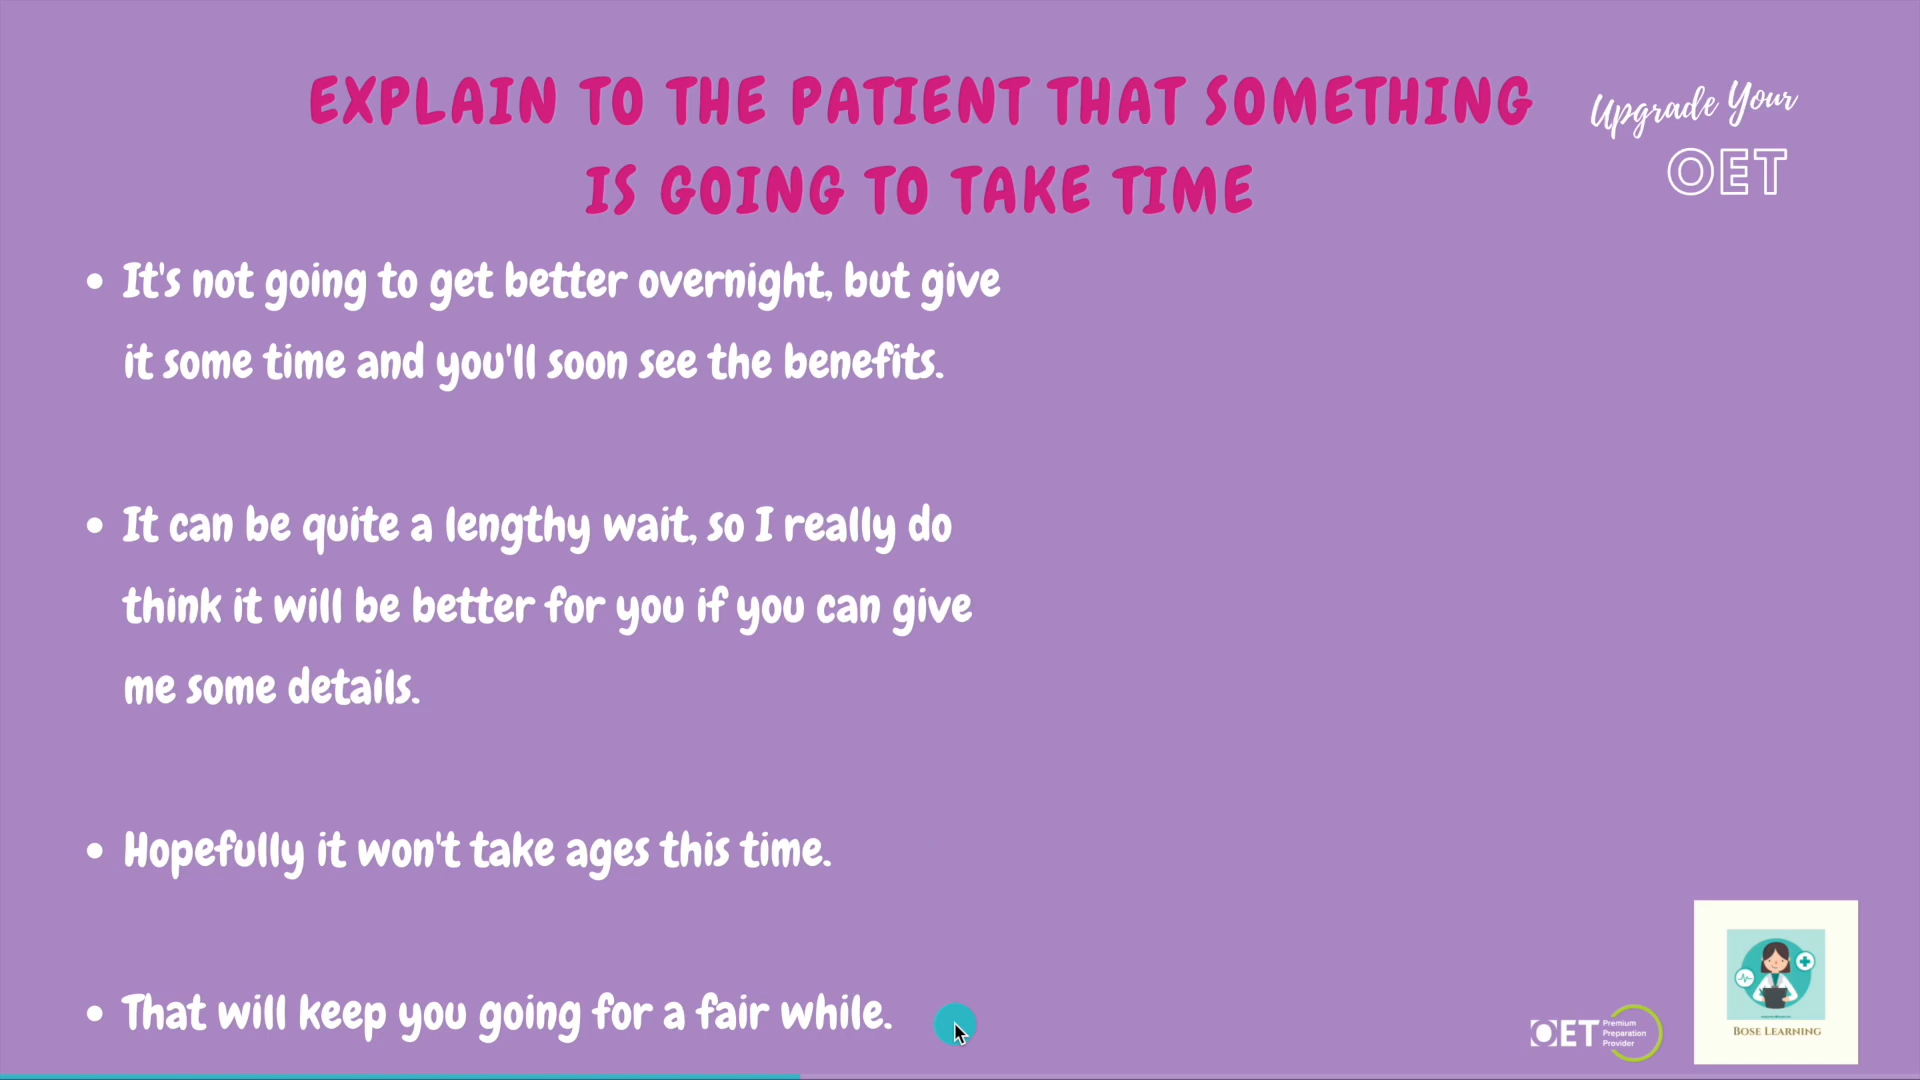 EXPLAIN TO THE PATIENT THAT SOMETHING
IS GOING TO TAKE TIME
Upgrade Your
OET
• It's not going to get better overnight, but give
it some time and you'll soon see the benefits.
• It can be quite a lengthy wait, so I really do
think it will be better for you if you can give
me some details.
• Hopefully it won't take ages this time.
• That will keep you going for a fair while.
OET
Premium
Preparation
Provider
BOSE LEARNING